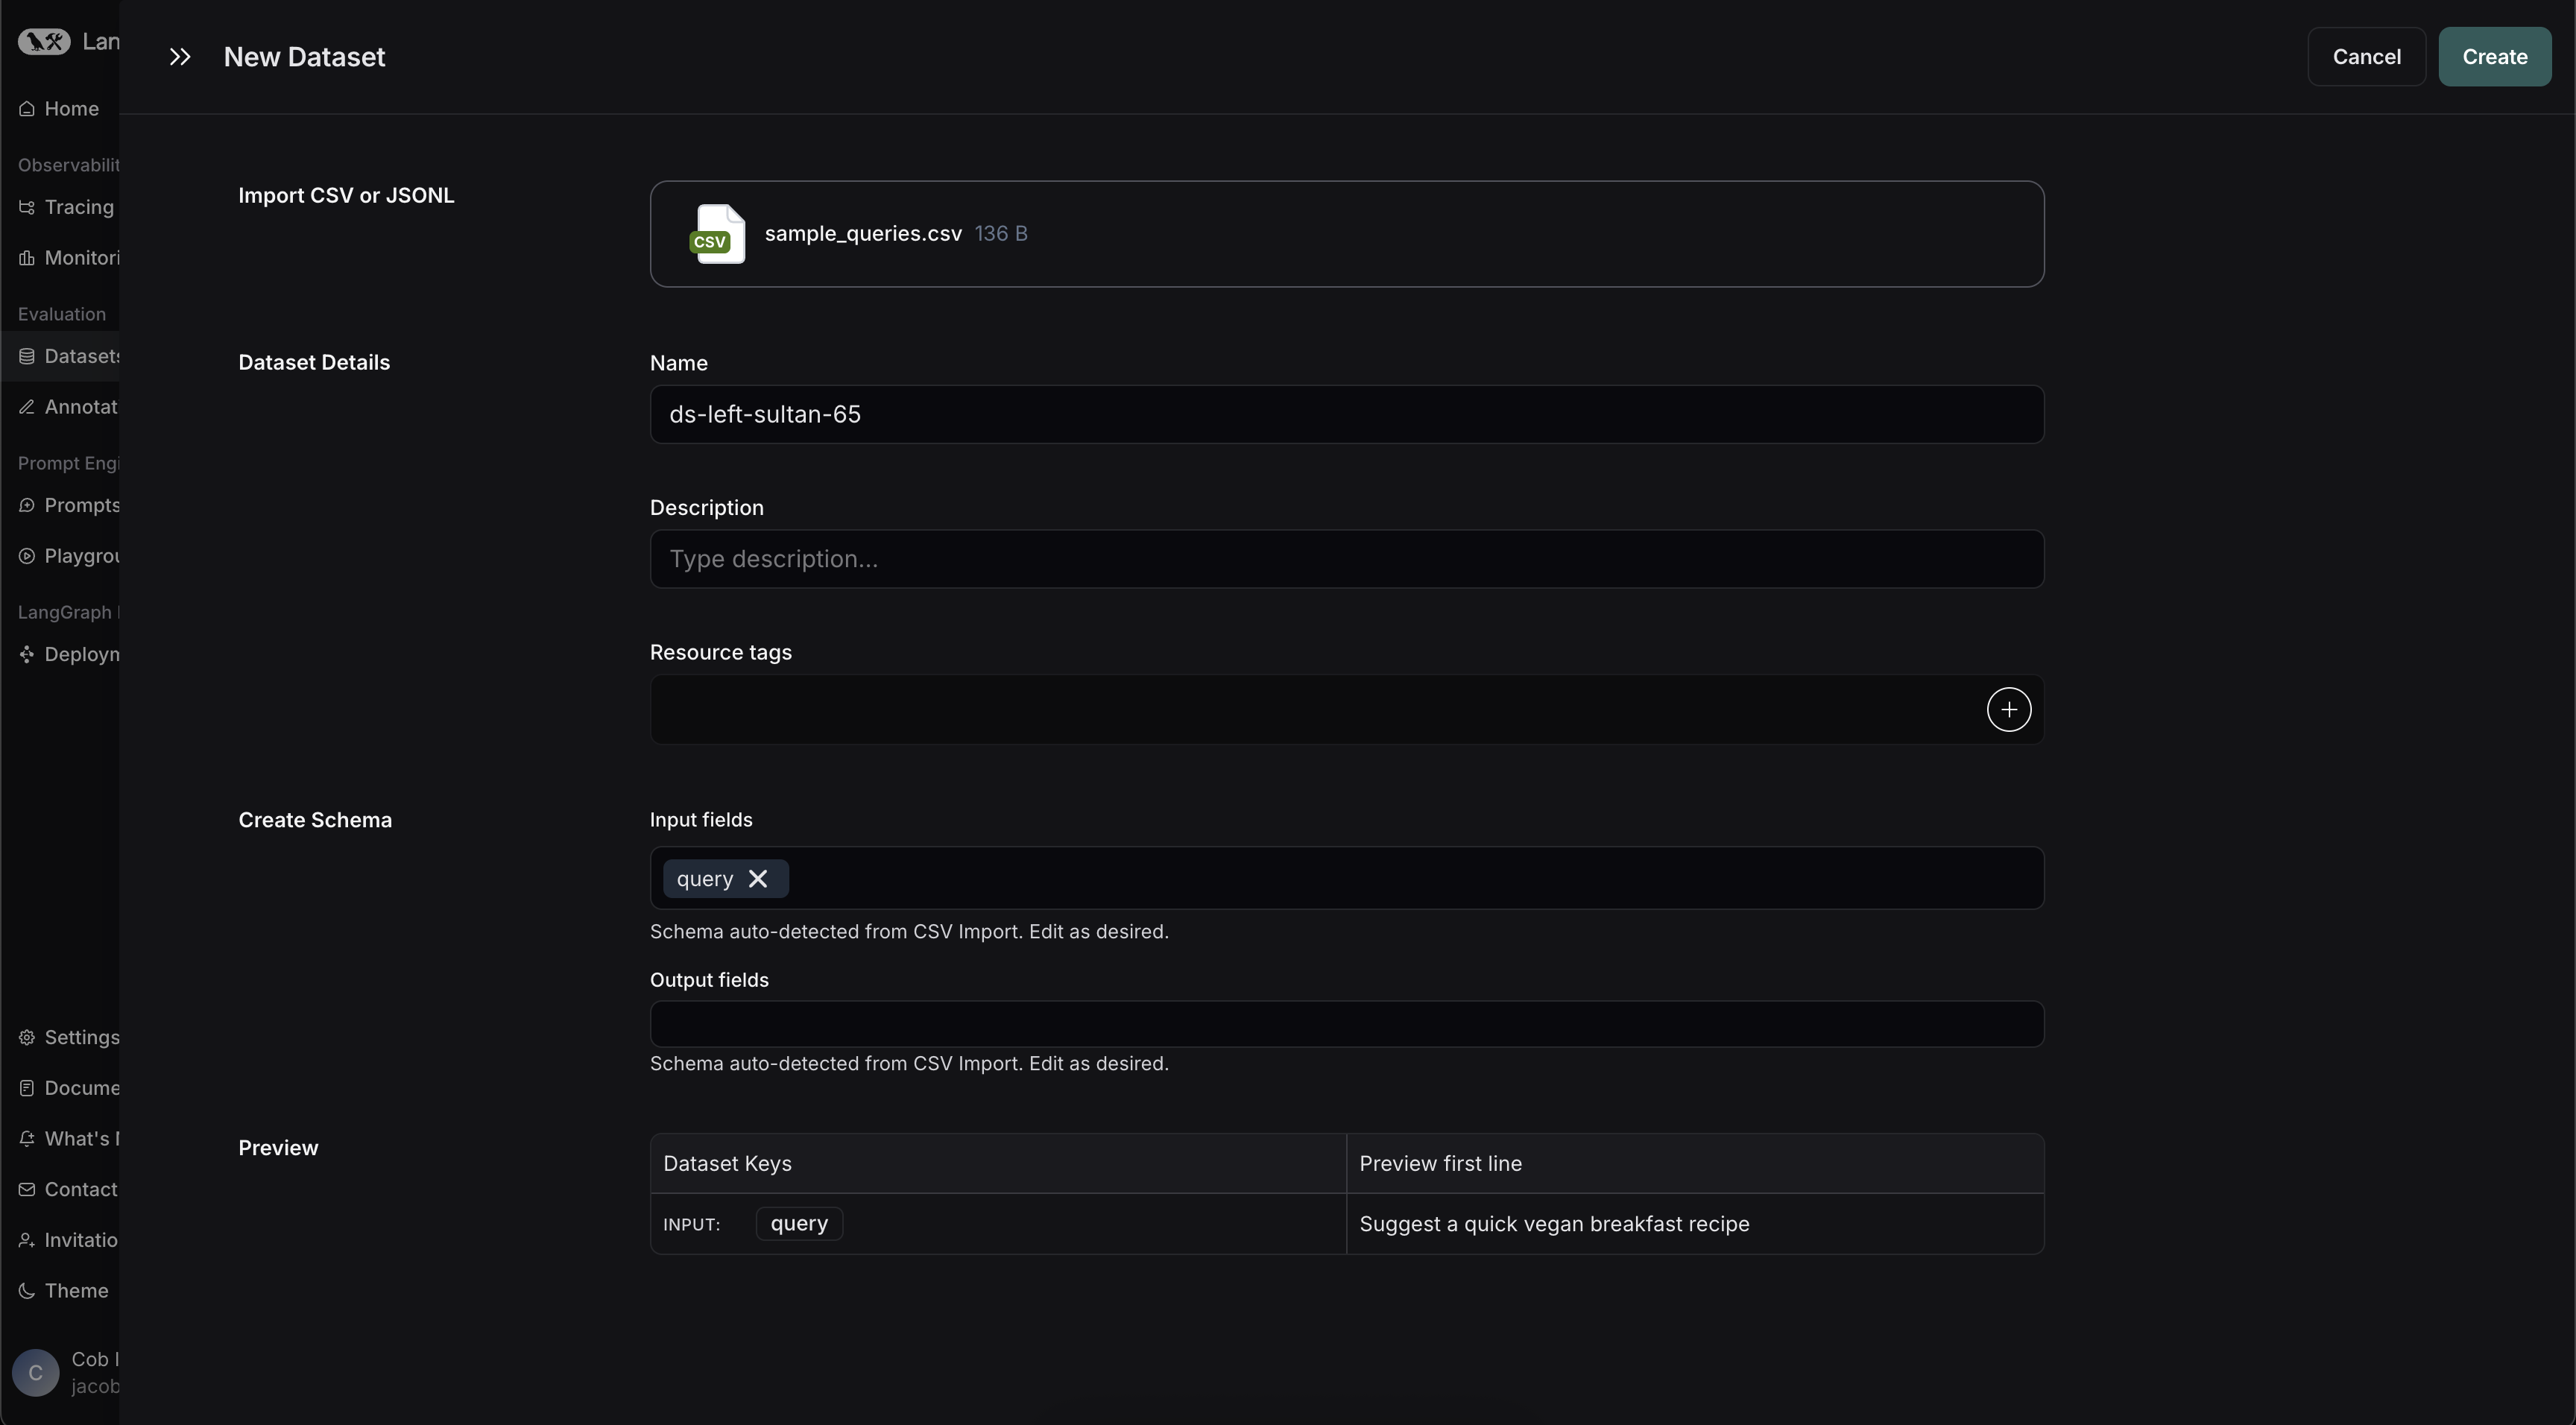 Lan
Home
Observabilit
Tracing
Monitori
Evaluation
Datasets
Annotat
Prompt Engi
Prompts
Playgrou
LangGraph
Deploym
Settings
Docume
What's
Contact
Invitatio
Theme
C
Cob
jacob
New Dataset
Cancel
Create
Import CSV or JSONL
CSV
sample_queries.csv 136 B
Dataset Details
Name
ds-left-sultan-65
Description
Type description...
Resource tags
Create Schema
Input fields
query
Schema auto-detected from CSV Import. Edit as desired.
Output fields
Schema auto-detected from CSV Import. Edit as desired.
Preview
Dataset Keys
Preview first line
INPUT: query
Suggest a quick vegan breakfast recipe